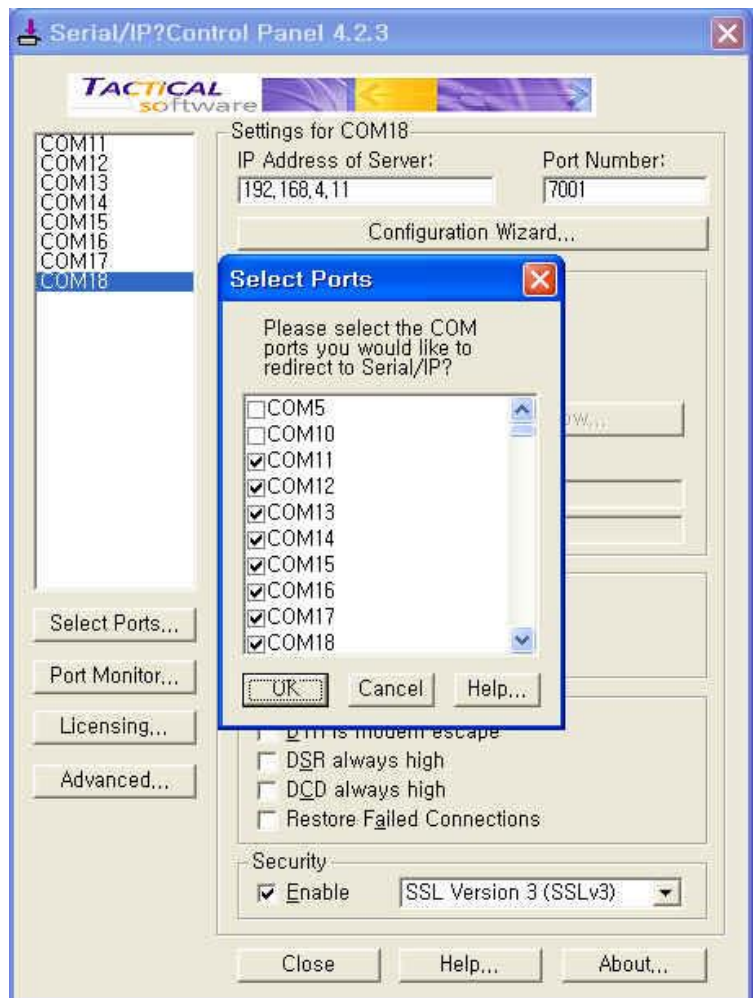 Serial/IP?Control Panel 4.2.3
TACTICAL
software
COM11
COM12
COM13
COM14
COM15
COM16
COM17
COM18
Select Ports...
Port Monitor...
Licensing...
Advanced...
Settings for COM18
IP Address of Server:
Port Number:
192.168.4.11
7001
Configuration Wizard...
Select Ports
Please select the COM
ports you would like to
redirect to Serial/IP?
COM5
COM10
COM11
COM12
COM13
COM14
COM15
COM16
COM17
COM18
OK
Cancel
Help...
DTR is modem escape
DSR always high
DCD always high
Restore Failed Connections
Security
Enable
SSL Version 3 (SSLv3)
Close
Help...
About...